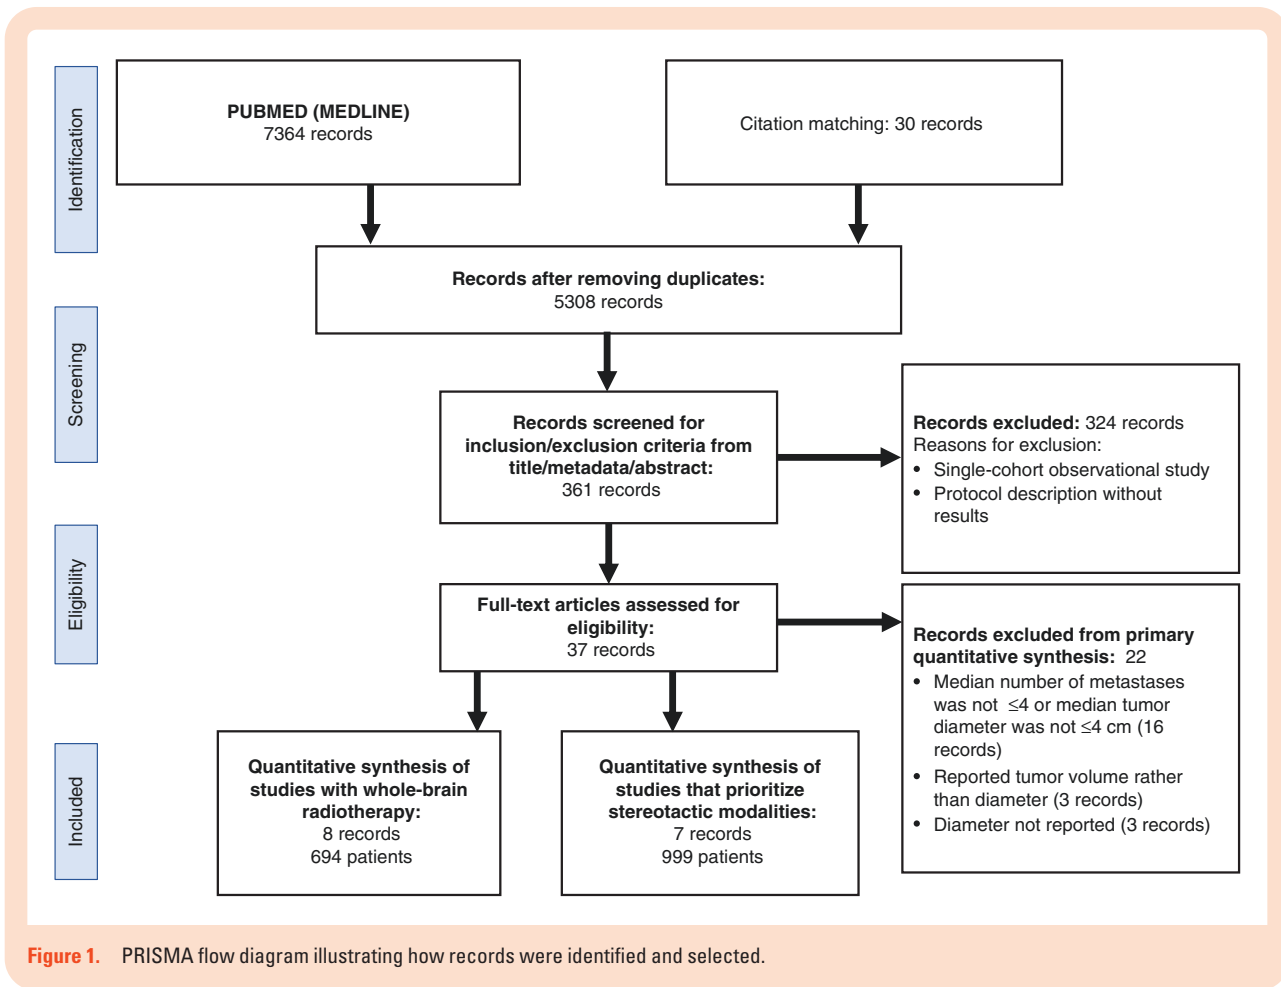 Identification
PUBMED (MEDLINE)
7364 records
Citation matching: 30 records
Records after removing duplicates:
5308 records
Screening
Records screened for
inclusion/exclusion criteria from
title/metadata/abstract:
361 records
Records excluded: 324 records
Reasons for exclusion:
• Single-cohort observational study
• Protocol description without
results
Eligibility
Full-text articles assessed for
eligibility:
37 records
Records excluded from primary
quantitative synthesis: 22
• Median number of metastases
was not ≤4 or median tumor
diameter was not ≤4 cm (16
records)
• Reported tumor volume rather
than diameter (3 records)
• Diameter not reported (3 records)
Included
Quantitative synthesis of
studies with whole-brain
radiotherapy:
8 records
694 patients
Quantitative synthesis of
studies that prioritize
stereotactic modalities:
7 records
999 patients
Figure 1. PRISMA flow diagram illustrating how records were identified and selected.